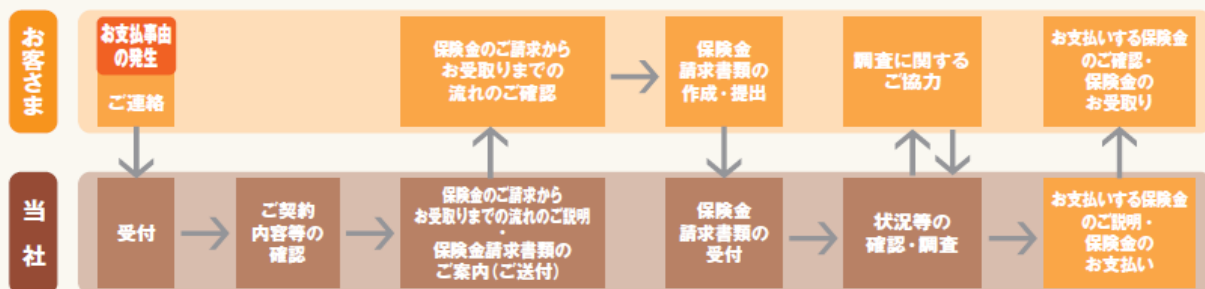 お客さま
お支払事由
の発生
ご連絡
保険金のご請求から
お受取りまでの
流れのご確認
保険金
請求書類の
作成・提出
調査に関する
ご協力
お支払いする保険金
のご確認・
保険金の
お受取り
当社
受付
ご契約
内容等の
確認
保険金のご請求から
お受取りまでの流れのご説明
・
保険金請求書類の
ご案内(ご送付)
保険金
請求書類の
受付
状況等の
確認・調査
お支払いする保険金
のご説明・
保険金の
お支払い